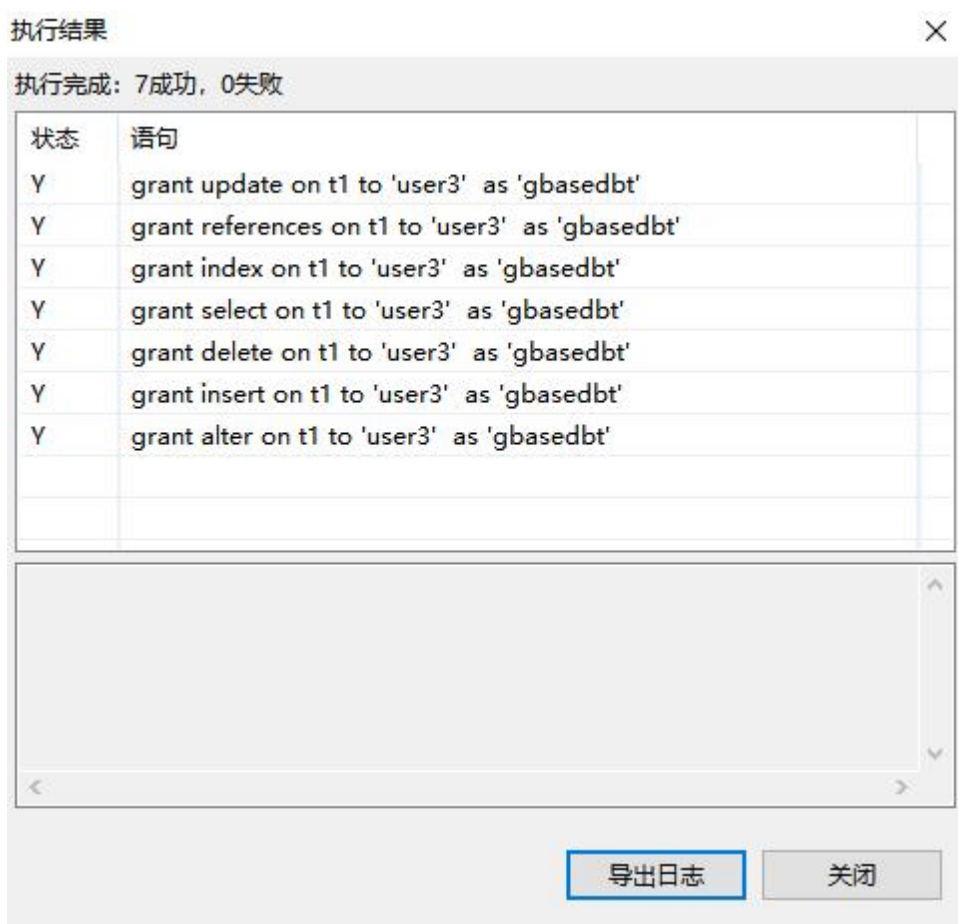 执行结果
执行完成：7成功，0失败
状态 语句
Y grant update on t1 to 'user3'  as 'gbasedbt'
Y grant references on t1 to 'user3'  as 'gbasedbt'
Y grant index on t1 to 'user3'  as 'gbasedbt'
Y grant select on t1 to 'user3'  as 'gbasedbt'
Y grant delete on t1 to 'user3'  as 'gbasedbt'
Y grant insert on t1 to 'user3'  as 'gbasedbt'
Y grant alter on t1 to 'user3'  as 'gbasedbt'
导出日志 关闭